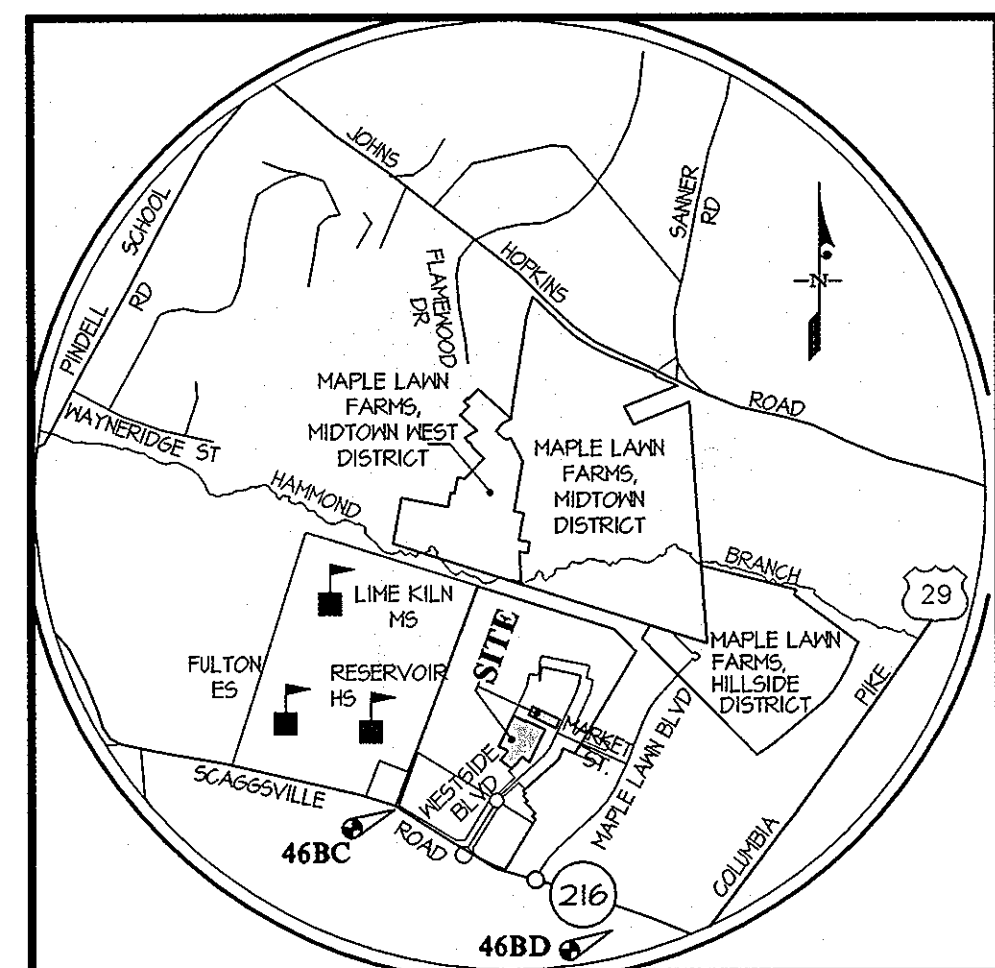 JOHNS
HOPKINS
ROAD
SANNER
RD
PINDELL
SCHOOL
RD
FLAMEWOOD
DR
N
WAYNERIDGE ST
MAPLE LAWN
FARMS,
MIDTOWN WEST
DISTRICT
MAPLE LAWN
FARMS,
MIDTOWN
DISTRICT
HAMMOND
BRANCH
29
LIME KILN
MS
FULTON
ES
RESERVOIR
HS
SITE
MARKET
ST.
WESTSIDE
BLVD
MAPLE LAWN BLVD
MAPLE LAWN
FARMS,
HILLSIDE
DISTRICT
COLUMBIA
PIKE
SCAGGSVILLE
ROAD
46BC
216
46BD